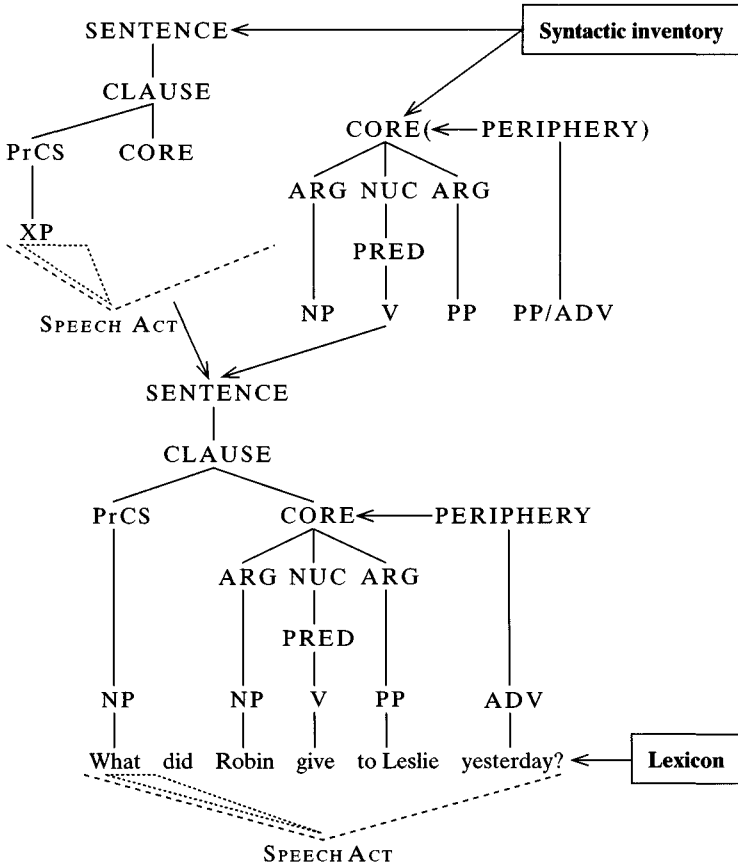 SENTENCE Syntactic inventory
CLAUSE
CORE( PERIPHERY)
PrCS CORE
ARG NUC ARG
XP
PRED
NP V PP PP/ADV
SPEECH ACT
SENTENCE
CLAUSE
PrCS CORE PERIPHERY
ARG NUC ARG
PRED
NP NP V PP ADV
What did Robin give to Leslie yesterday? Lexicon
SPEECH ACT